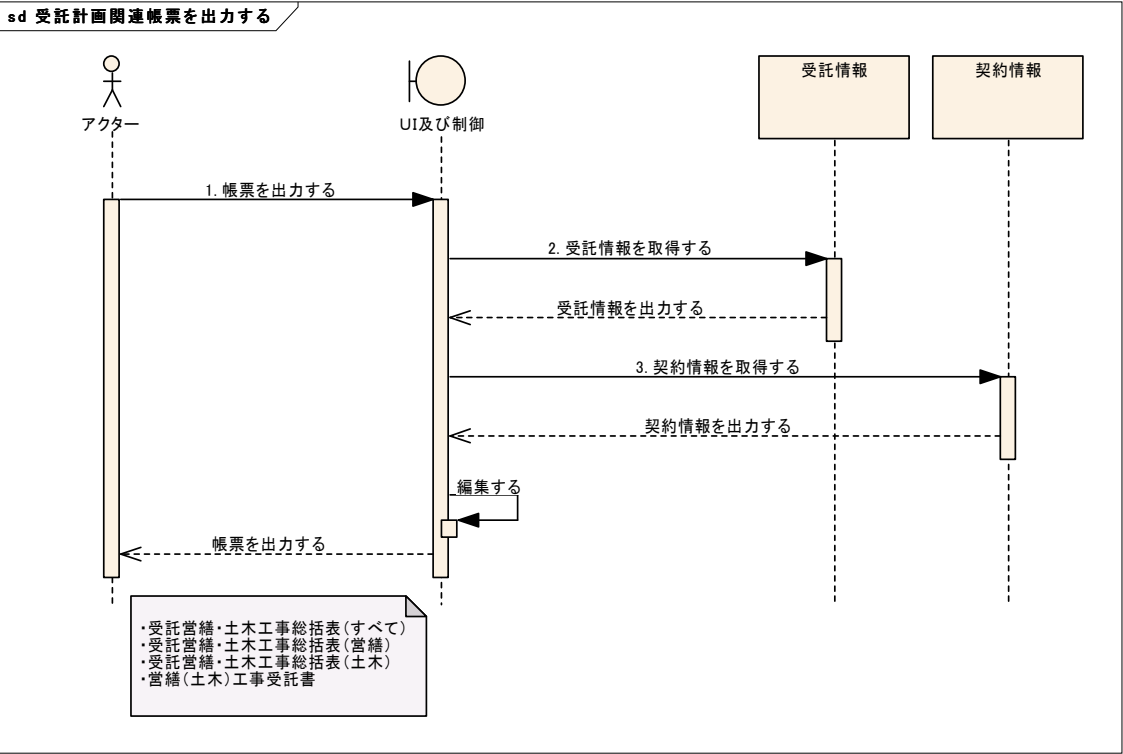 sd 受託計画関連帳票を出力する
アクター
UI及び制御
受託情報
契約情報
1. 帳票を出力する
2. 受託情報を取得する
受託情報を出力する
3. 契約情報を取得する
契約情報を出力する
編集する
帳票を出力する
・受託営繕・土木工事総括表(すべて)
・受託営繕・土木工事総括表(営繕)
・受託営繕・土木工事総括表(土木)
・営繕(土木)工事受託書